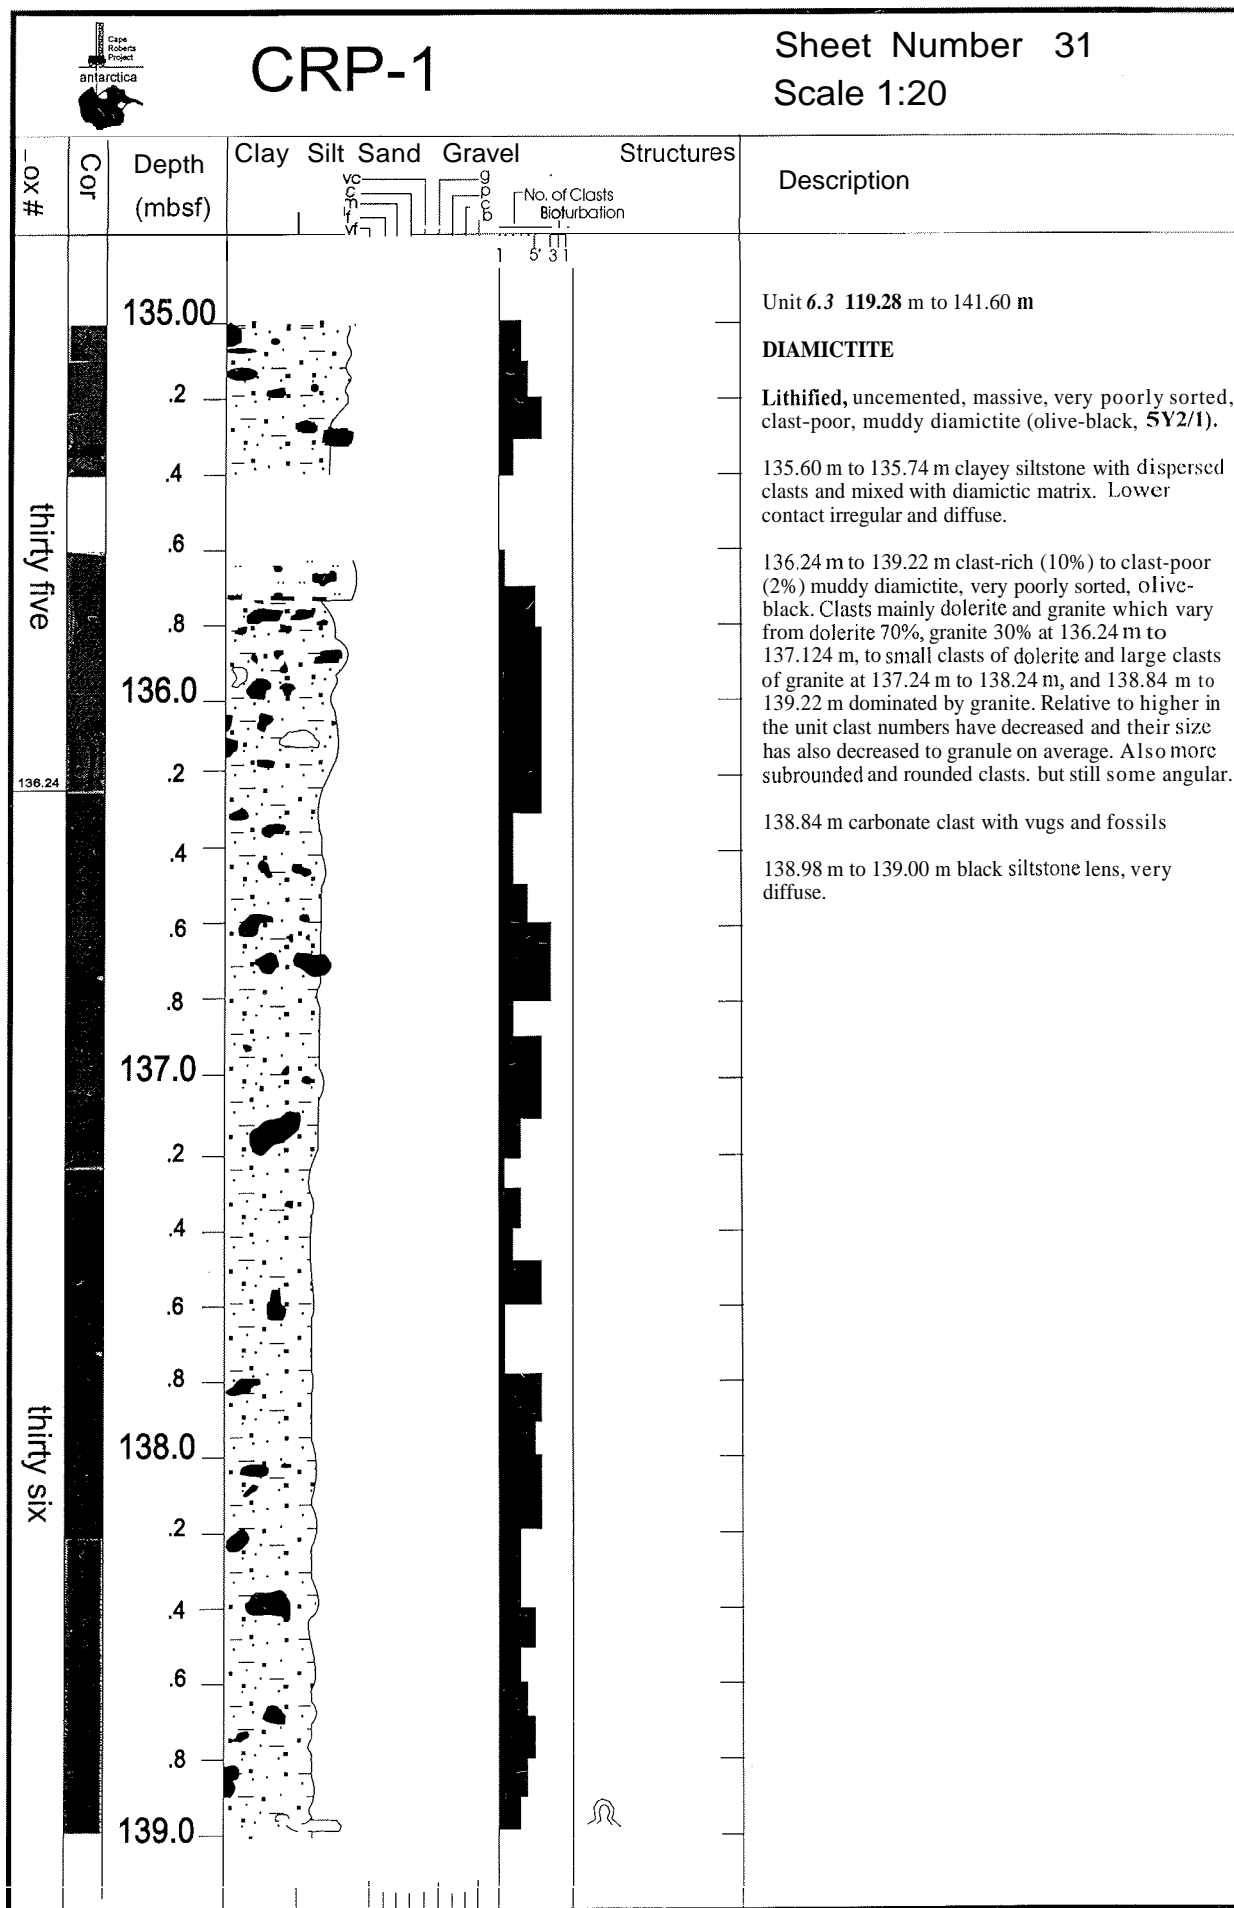 Cape
Roberts
Project
antarctica
CRP-1
Sheet Number 31
Scale 1:20
_ox #
Cor
Depth
(mbsf)
Clay Silt Sand Gravel
Structures
Description
vc
c
m
f
vf
g
p
c
b
No. of Clasts
Bioturbation
1 5' 3 1
135.00
.2
.4
.6
.8
136.0
.2
.4
.6
.8
137.0
.2
.4
.6
.8
138.0
.2
.4
.6
.8
139.0
thirty five
136.24
thirty six
Unit 6.3 119.28 m to 141.60 m
DIAMICTITE
Lithified, uncemented, massive, very poorly sorted,
clast-poor, muddy diamictite (olive-black, 5Y2/1).
135.60 m to 135.74 m clayey siltstone with dispersed
clasts and mixed with diamictic matrix. Lower
contact irregular and diffuse.
136.24 m to 139.22 m clast-rich (10%) to clast-poor
(2%) muddy diamictite, very poorly sorted, olive-
black. Clasts mainly dolerite and granite which vary
from dolerite 70%, granite 30% at 136.24 m to
137.124 m, to small clasts of dolerite and large clasts
of granite at 137.24 m to 138.24 m, and 138.84 m to
139.22 m dominated by granite. Relative to higher in
the unit clast numbers have decreased and their size
has also decreased to granule on average. Also more
subrounded and rounded clasts. but still some angular.
138.84 m carbonate clast with vugs and fossils
138.98 m to 139.00 m black siltstone lens, very
diffuse.